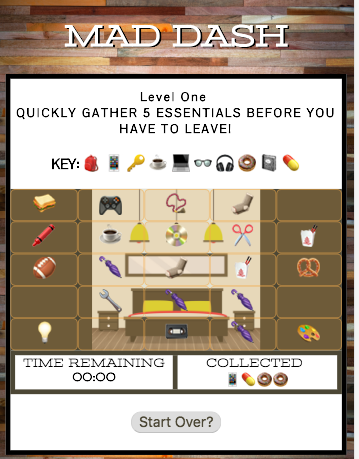 MAD DASH
Level One
QUICKLY GATHER 5 ESSENTIALS BEFORE YOU
HAVE TO LEAVE!
KEY:
TIME REMAINING
00:00
COLLECTED
Start Over?